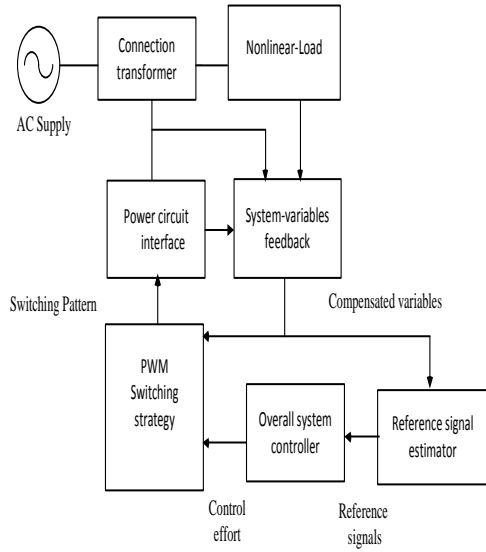 Connection
transformer
Nonlinear-Load
AC Supply
Power circuit
interface
System-variables
feedback
Switching Pattern
Compensated variables
PWM
Switching
strategy
Overall system
controller
Reference signal
estimator
Control
effort
Reference
signals